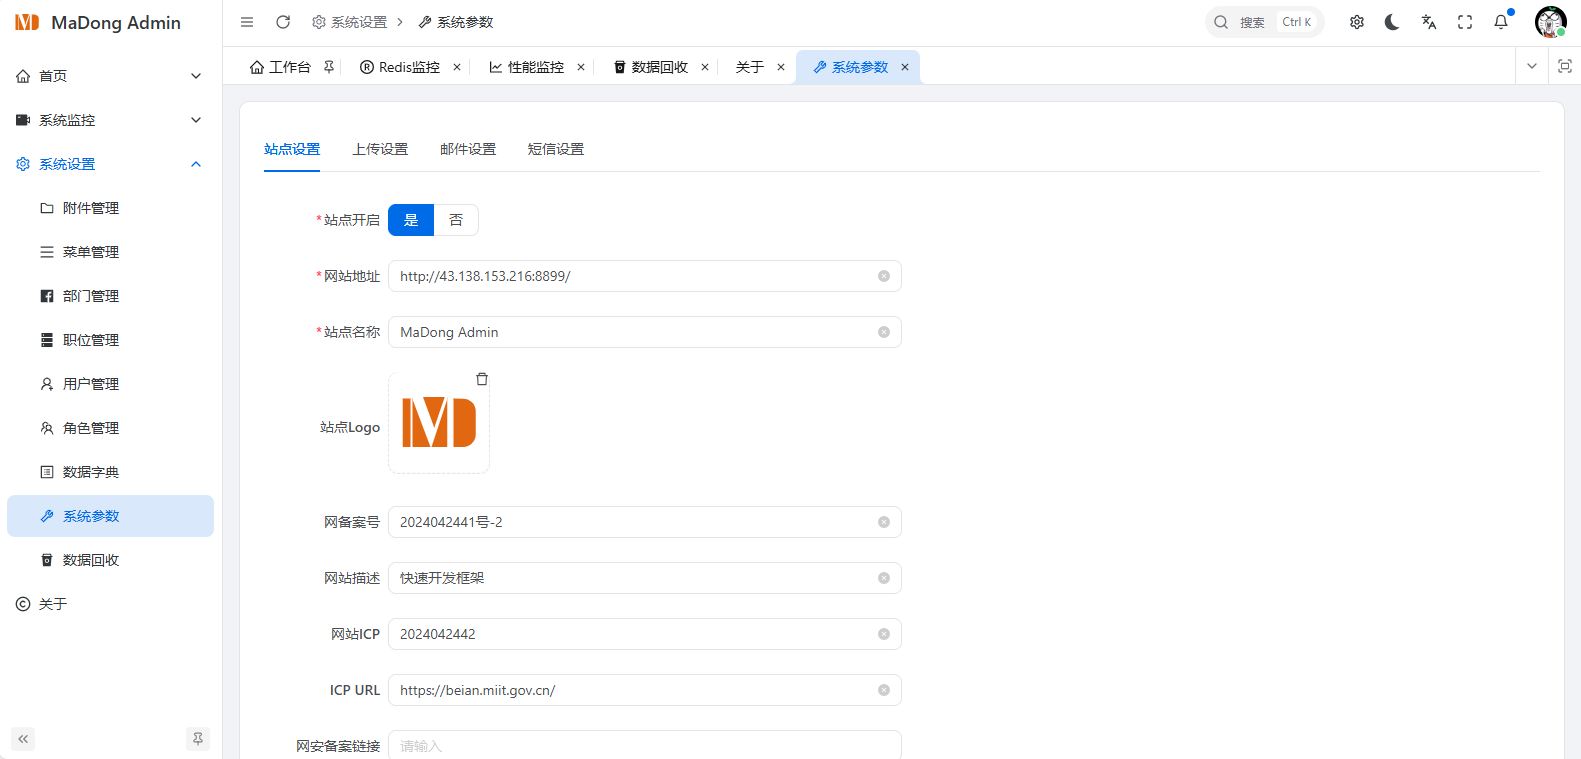 MaDong Admin
系统设置
系统参数
搜索
Ctrl K
首页
系统监控
系统设置
附件管理
菜单管理
部门管理
职位管理
用户管理
角色管理
数据字典
系统参数
数据回收
关于
工作台
Redis监控
性能监控
数据回收
关于
系统参数
站点设置
上传设置
邮件设置
短信设置
*站点开启
是
否
*网站地址
http://43.138.153.216:8899/
*站点名称
MaDong Admin
站点Logo
MD
网备案号
2024042441号-2
网站描述
快速开发框架
网站ICP
2024042442
ICP URL
https://beian.miit.gov.cn/
网安备案链接
请输入